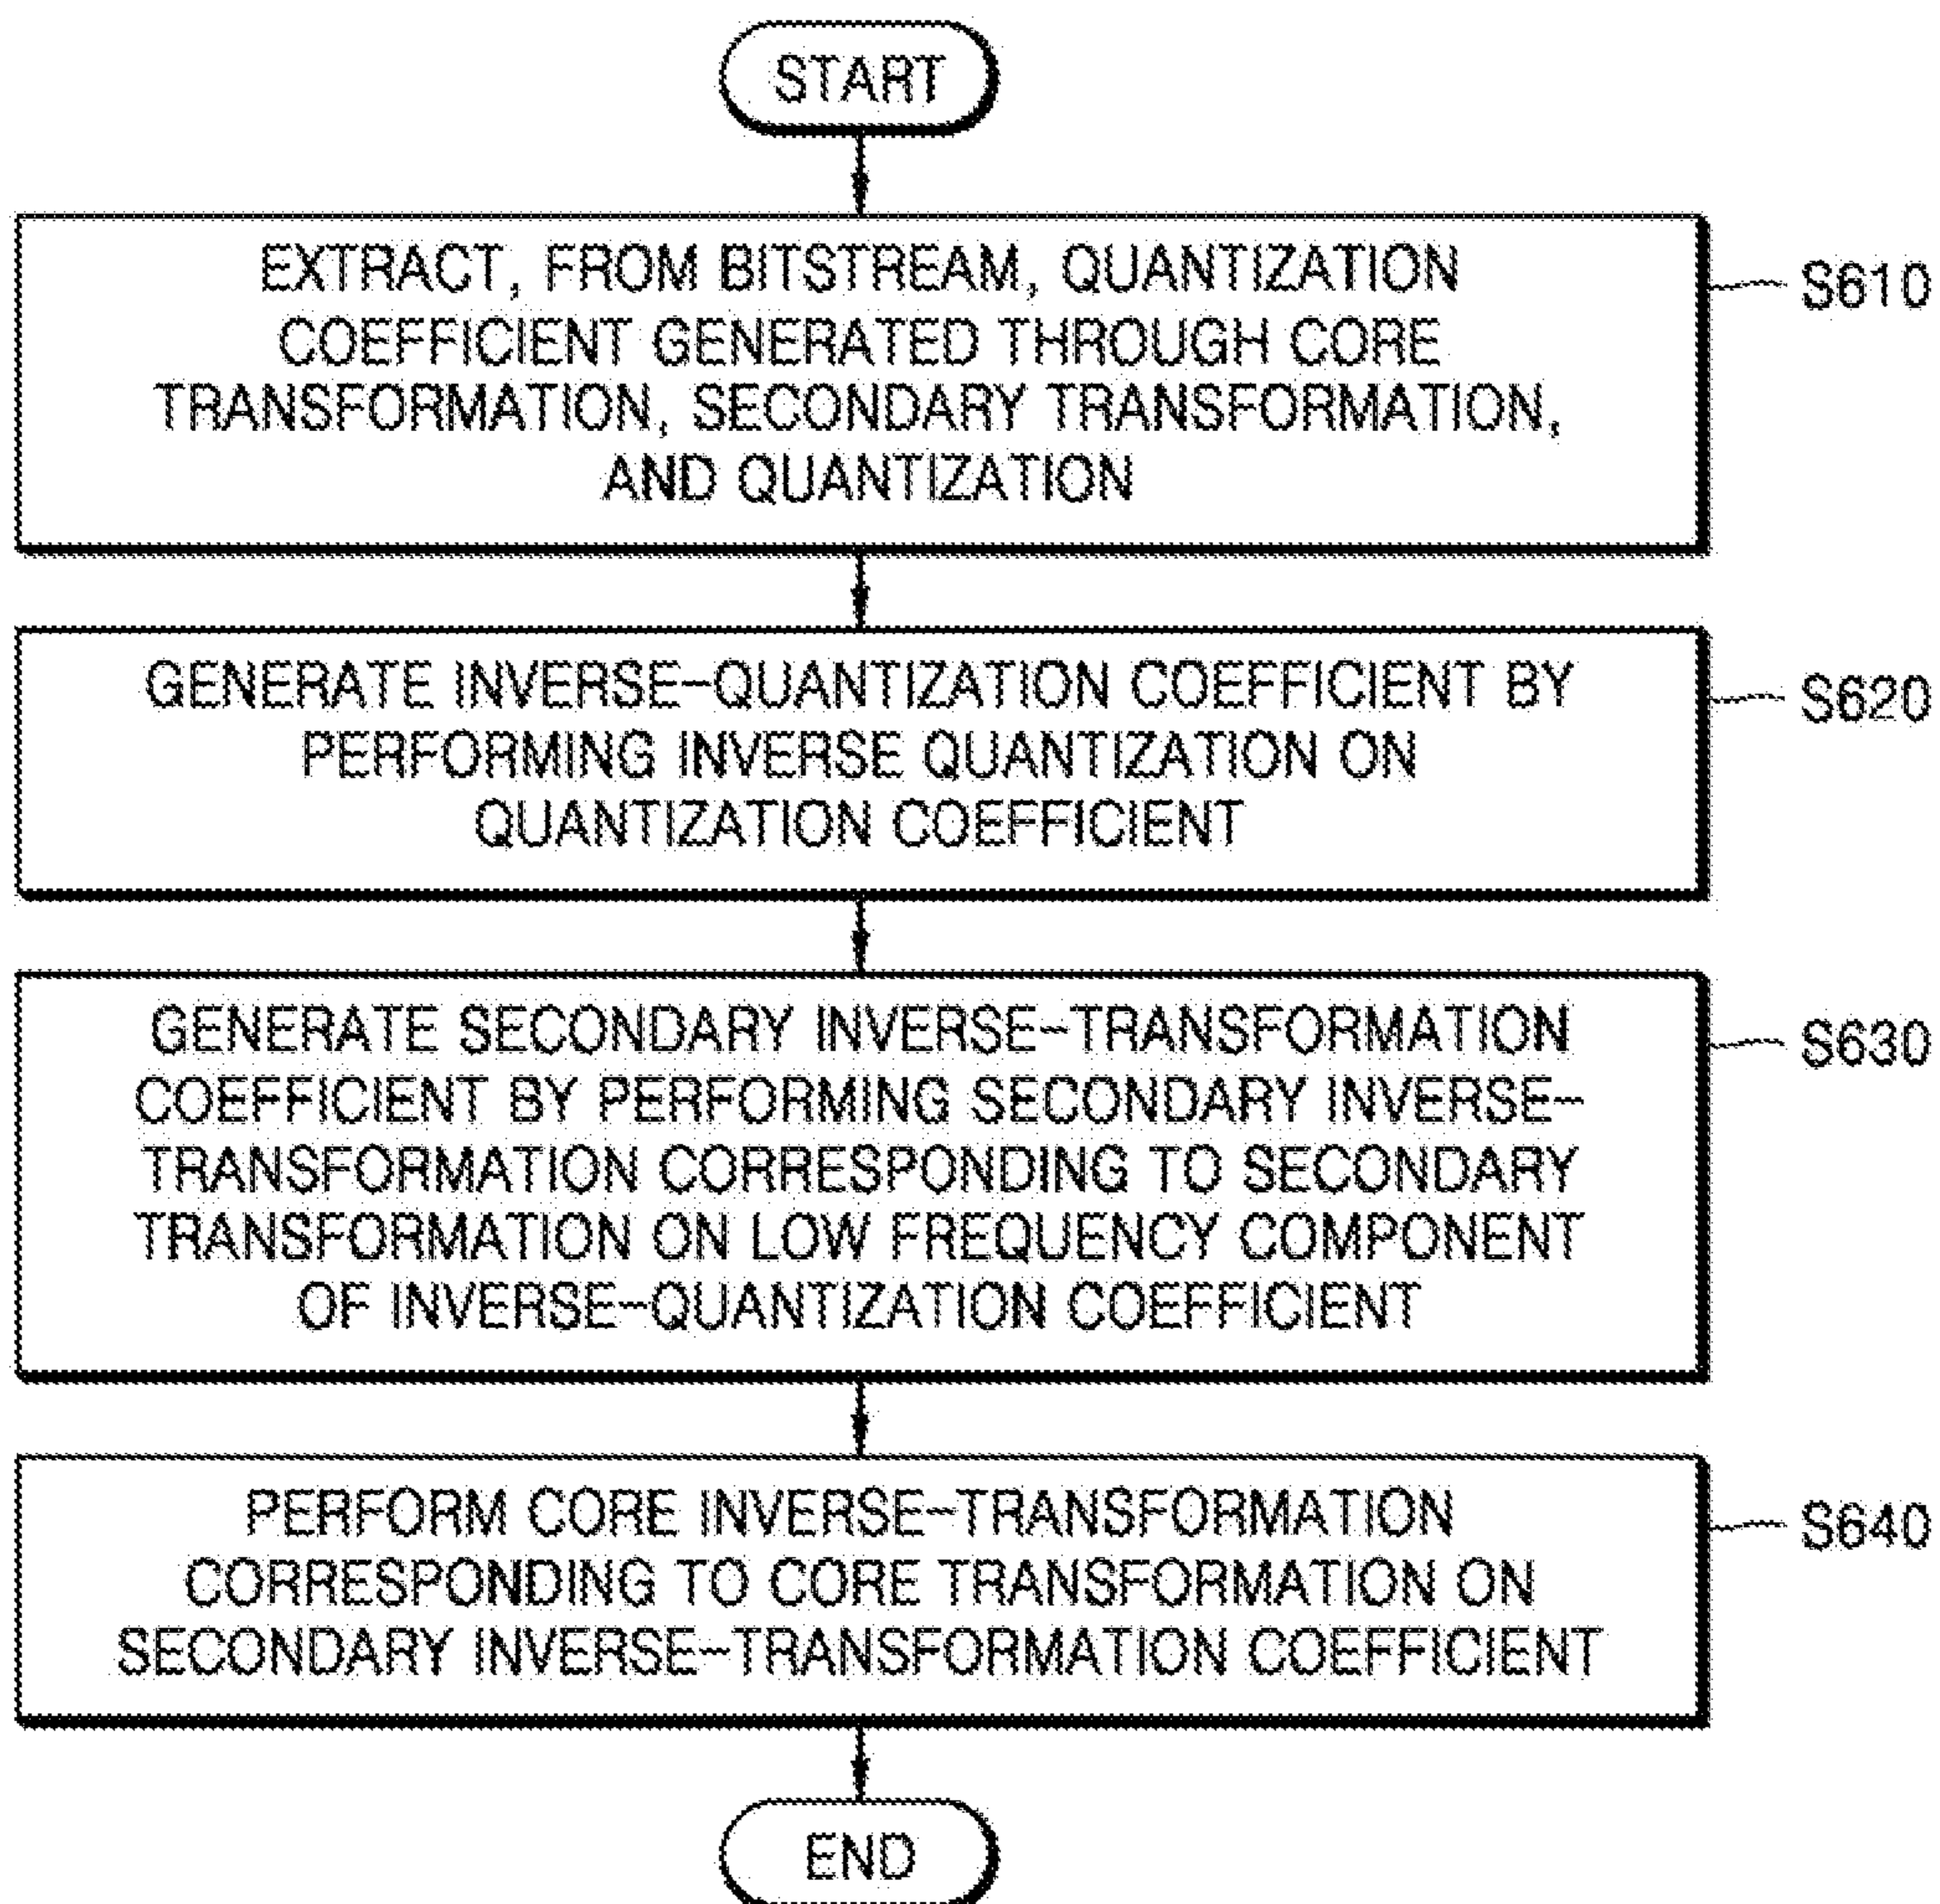 START
EXTRACT, FROM BITSTREAM, QUANTIZATION
COEFFICIENT GENERATED THROUGH CORE
TRANSFORMATION, SECONDARY TRANSFORMATION,
AND QUANTIZATION
S610
GENERATE INVERSE-QUANTIZATION COEFFICIENT BY
PERFORMING INVERSE QUANTIZATION ON
QUANTIZATION COEFFICIENT
S620
GENERATE SECONDARY INVERSE-TRANSFORMATION
COEFFICIENT BY PERFORMING SECONDARY INVERSE-
TRANSFORMATION CORRESPONDING TO SECONDARY
TRANSFORMATION ON LOW FREQUENCY COMPONENT
OF INVERSE-QUANTIZATION COEFFICIENT
S630
PERFORM CORE INVERSE-TRANSFORMATION
CORRESPONDING TO CORE TRANSFORMATION ON
SECONDARY INVERSE-TRANSFORMATION COEFFICIENT
S640
END